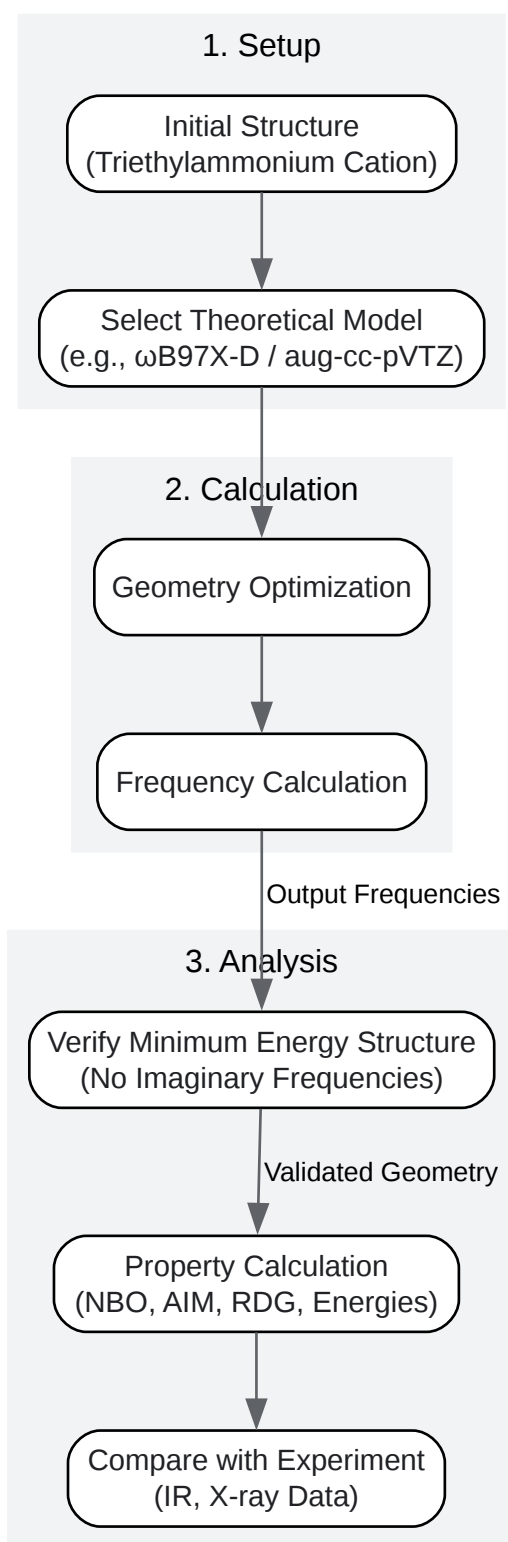 1. Setup
Initial Structure
(Triethylammonium Cation)
Select Theoretical Model
(e.g., ωB97X-D / aug-cc-pVTZ)
2. Calculation
Geometry Optimization
Frequency Calculation
Output Frequencies
3. Analysis
Verify Minimum Energy Structure
(No Imaginary Frequencies)
Validated Geometry
Property Calculation
(NBO, AIM, RDG, Energies)
Compare with Experiment
(IR, X-ray Data)